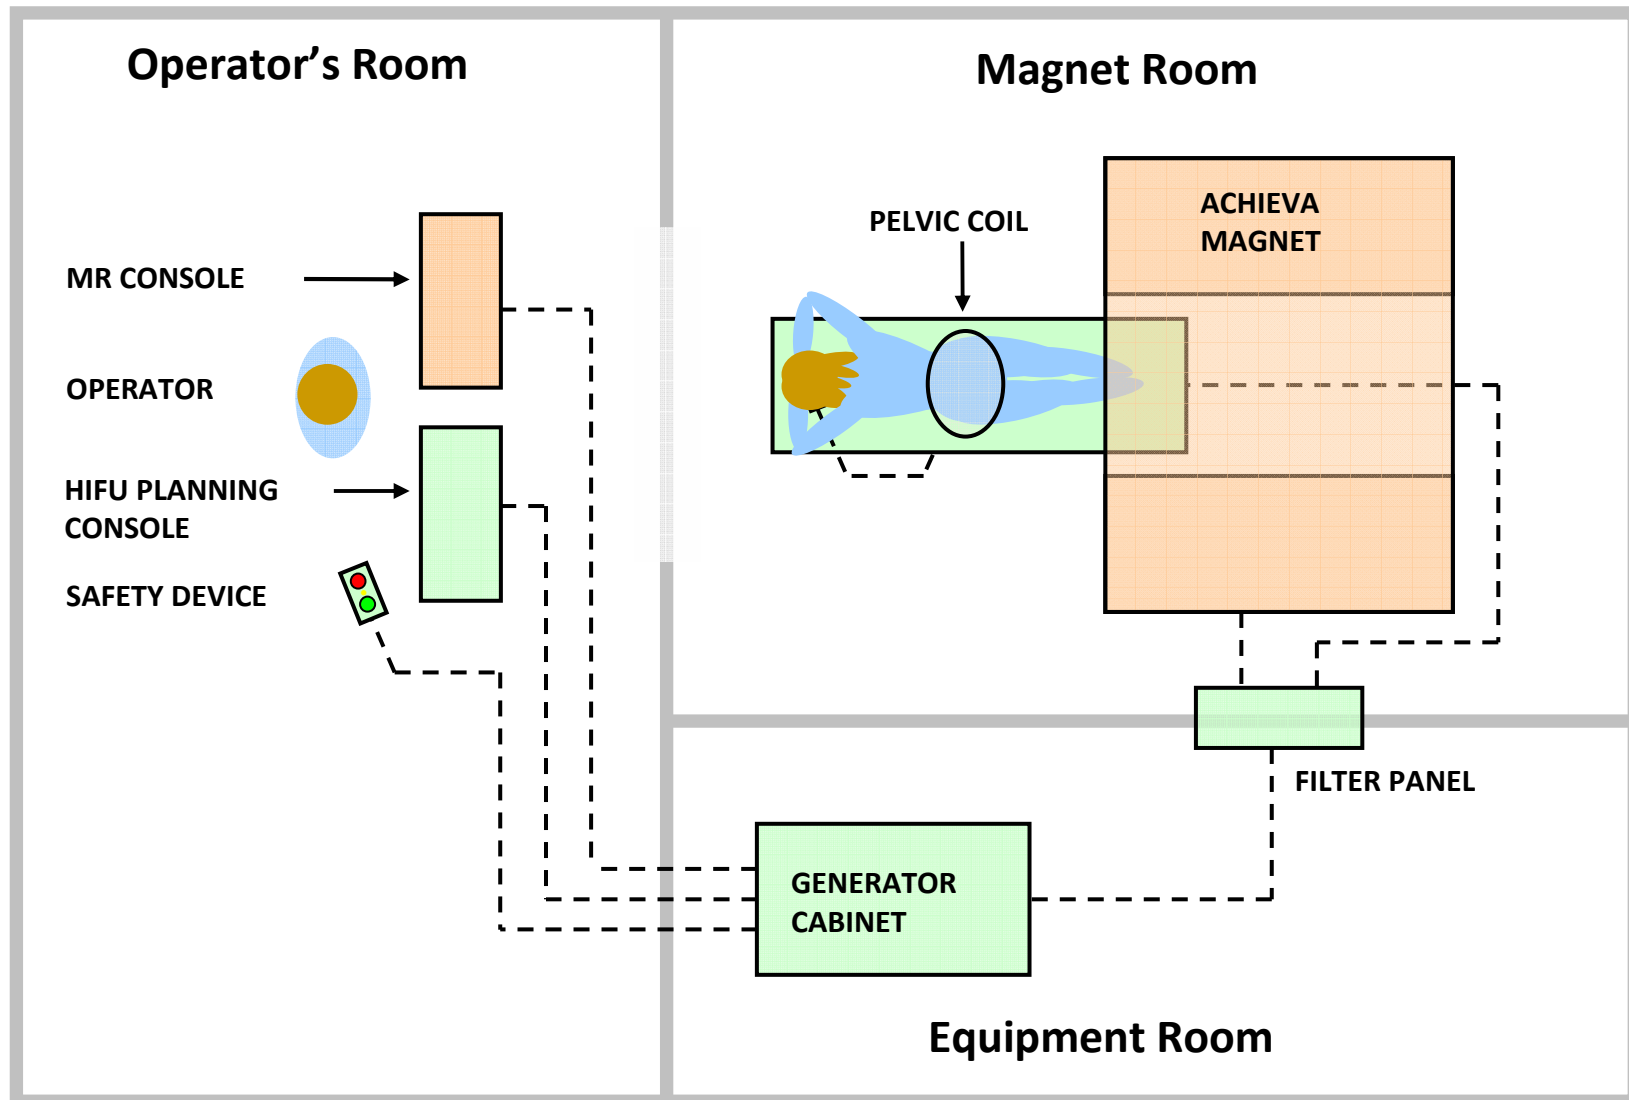 Operator’s Room
Magnet Room
ACHIEVA
MAGNET
PELVIC COIL
MR CONSOLE
OPERATOR
HIFU PLANNING
CONSOLE
SAFETY DEVICE
FILTER PANEL
GENERATOR
CABINET
Equipment Room